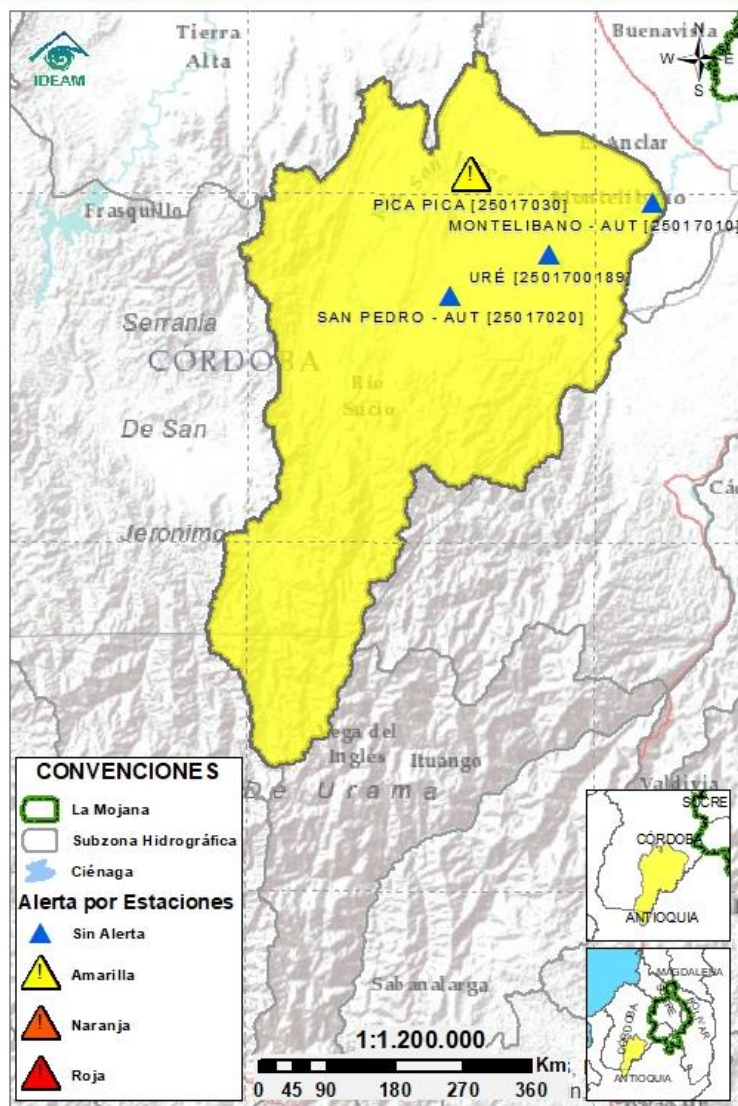 Tierra
Alta
Buenavista
IDEAM
N
W E
S
El Anclar
Frasquillo
PICA PICA [25017030]
Montelibano
MONTELIBANO - AUT [25017010]
URÉ [2501700189]
SAN PEDRO - AUT [25017020]
Serrania
CÓRDOBA
Río
Sucio
De San
Jeronimo
Ituango
Ingles
De Urama
Valdivia
Sabanalarga
CONVENCIONES
La Mojana
Subzona Hidrográfica
Ciénaga
Alerta por Estaciones
Sin Alerta
Amarilla
Naranja
Roja
SUCRE
CÓRDOBA
ANTIOQUIA
MAGDALENA
CÓRDOBA
BOLIVAR
ANTIOQUIA
1:1.200.000
Km
0 45 90 180 270 360